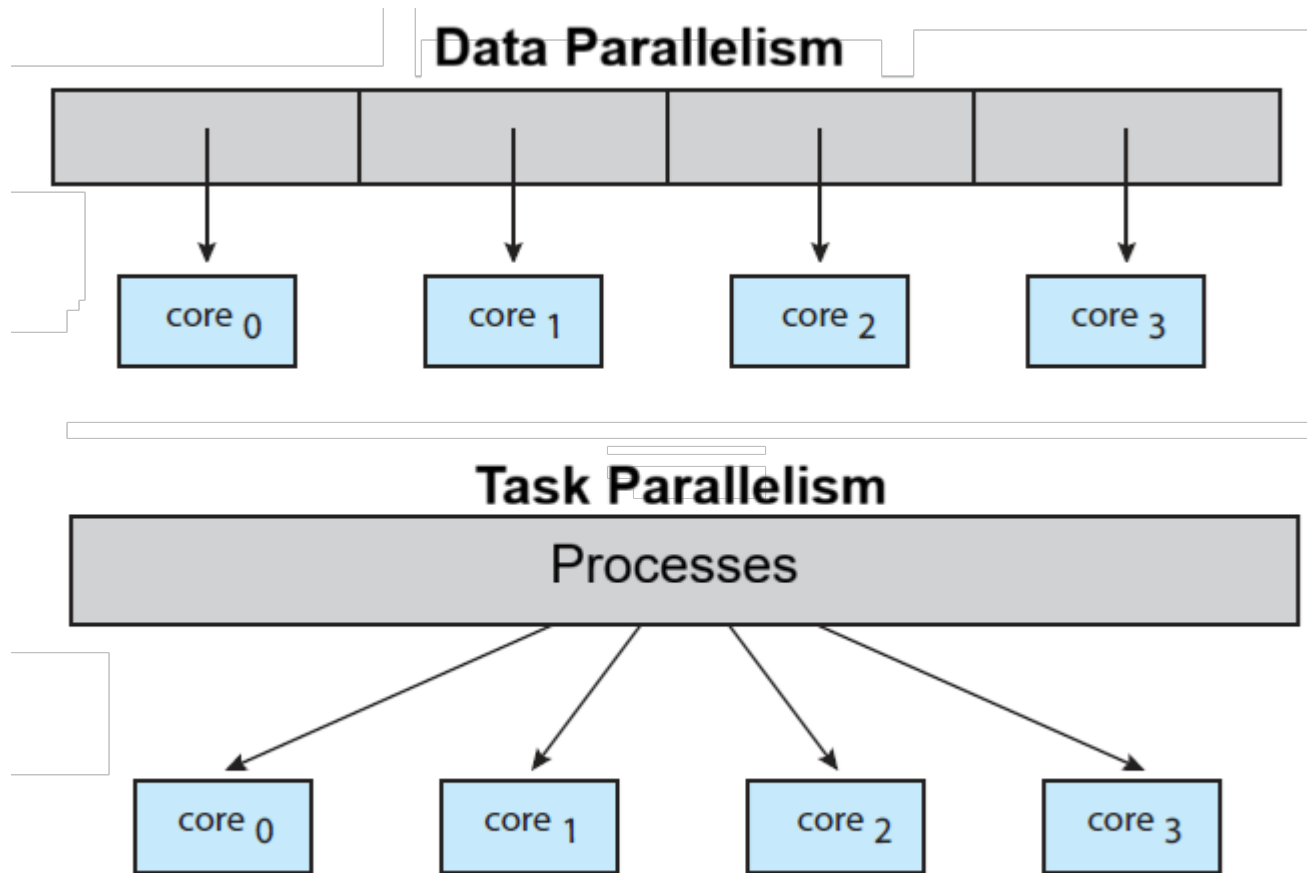 Data Parallelism
core 0 core 1 core 2 core 3
Task Parallelism
Processes
core 0 core 1 core 2 core 3